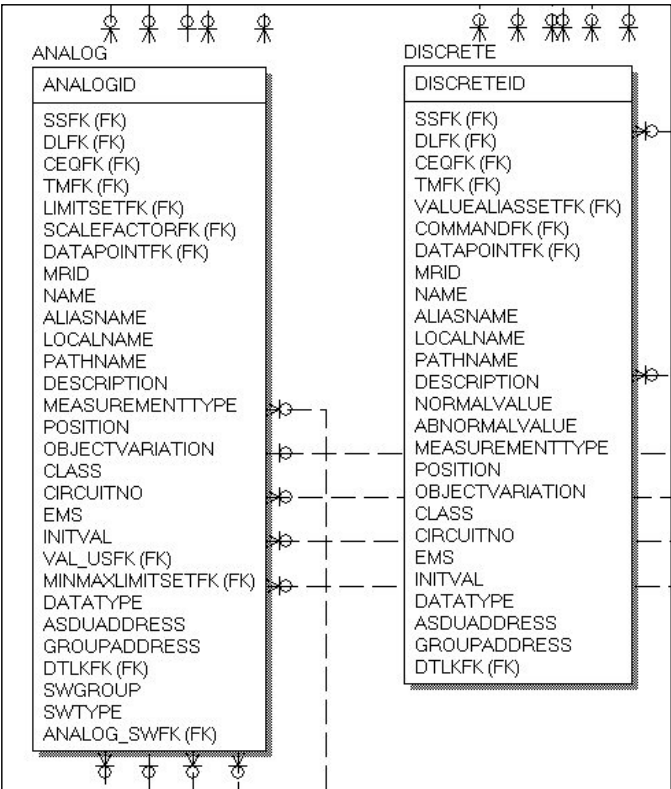 ANALOG
ANALOGID
SSFK (FK)
DLFK (FK)
CEQFK (FK)
TMFK (FK)
LIMITSETFK (FK)
SCALEFACTORFK (FK)
DATAPOINTFK (FK)
MRID
NAME
ALIASNAME
LOCALNAME
PATHNAME
DESCRIPTION
MEASUREMENTTYPE
POSITION
OBJECTVARIATION
CLASS
CIRCUITNO
EMS
INITVAL
VAL_USFK (FK)
MINMAXLIMITSETFK (FK)
DATATYPE
ASDUADDRESS
GROUPADDRESS
DTLKFK (FK)
SWGROUP
SWTYPE
ANALOG_SWFK (FK)
DISCRETE
DISCRETEID
SSFK (FK)
DLFK (FK)
CEQFK (FK)
TMFK (FK)
VALUEALIASSETFK (FK)
COMMANDFK (FK)
DATAPOINTFK (FK)
MRID
NAME
ALIASNAME
LOCALNAME
PATHNAME
DESCRIPTION
NORMALVALUE
ABNORMALVALUE
MEASUREMENTTYPE
POSITION
OBJECTVARIATION
CLASS
CIRCUITNO
EMS
INITVAL
DATATYPE
ASDUADDRESS
GROUPADDRESS
DTLKFK (FK)